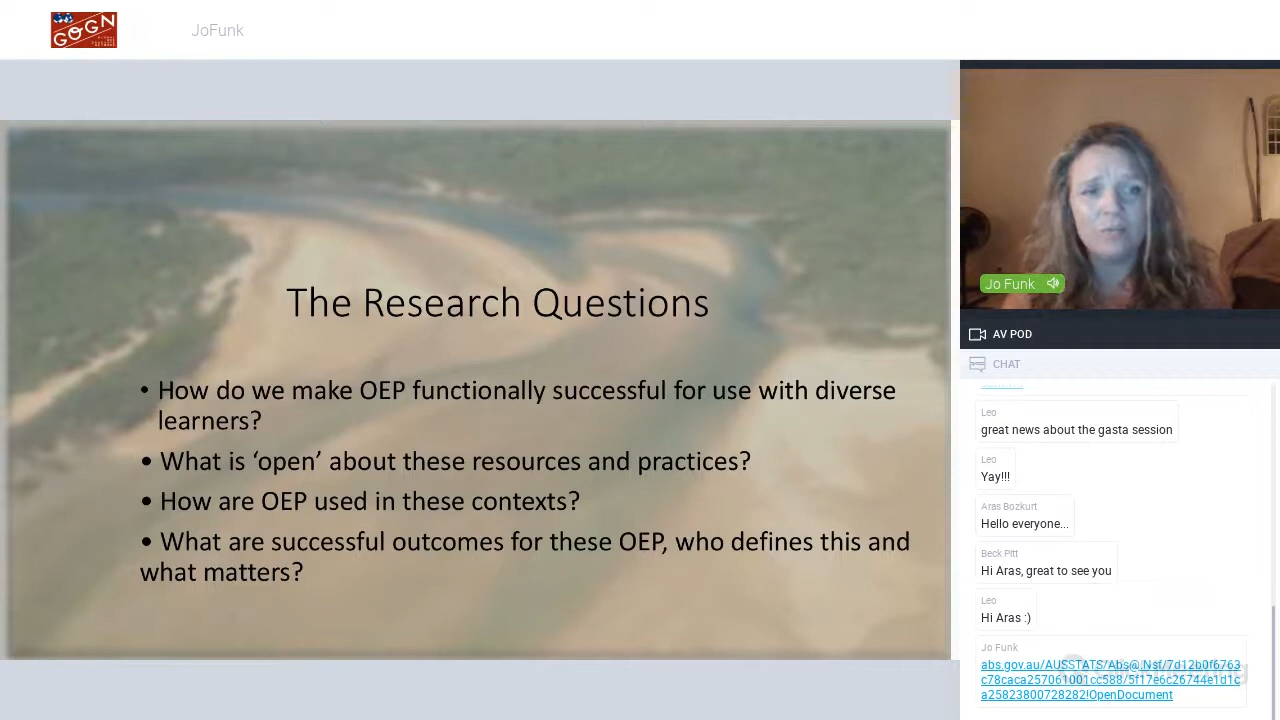 GOGN
JoFunk
The Research Questions
• How do we make OEP functionally successful for use with diverse
learners?
• What is ‘open’ about these resources and practices?
• How are OEP used in these contexts?
• What are successful outcomes for these OEP, who defines this and
what matters?
Jo Funk
AV POD
CHAT
Leo
great news about the gasta session
Leo
Yay!!!
Aras Bozkurt
Hello everyone...
Beck Pitt
Hi Aras, great to see you
Leo
Hi Aras :)
Jo Funk
abs.gov.au/AUSSTATS/Abs@.Nsf/7d12b0f6763
c78caca257061001cc588/5f17e6c26744e1d1c
a25823800728282!OpenDocument